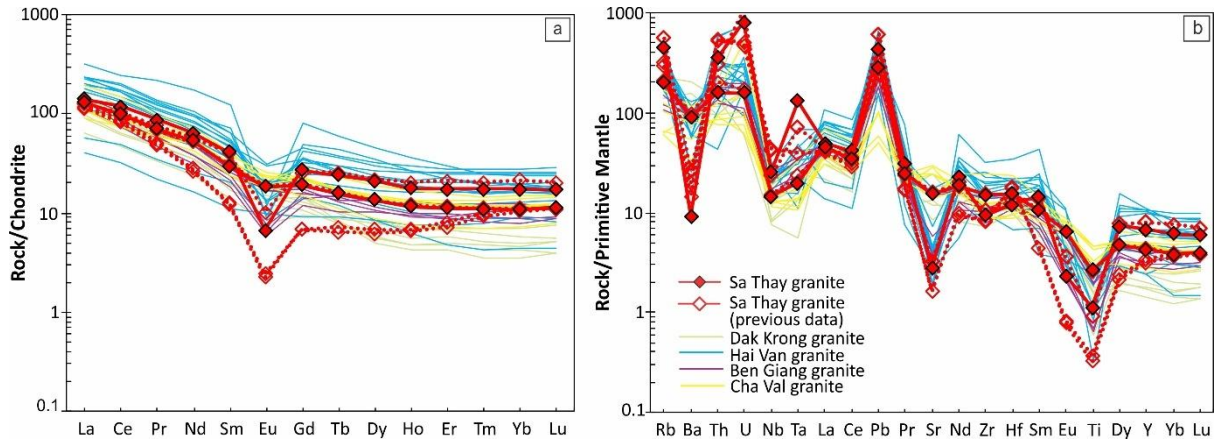 1000
100
10
1
0.1
Rock/Chondrite
a
La Ce Pr Nd Sm Eu Gd Tb Dy Ho Er Tm Yb Lu
1000
100
10
1
0.1
Rock/Primitive Mantle
b
Sa Thay granite
Sa Thay granite
(previous data)
Dak Krong granite
Hai Van granite
Ben Giang granite
Cha Val granite
Rb Ba Th U Nb Ta La Ce Pb Pr Sr Nd Zr Hf Sm Eu Ti Dy Y Yb Lu